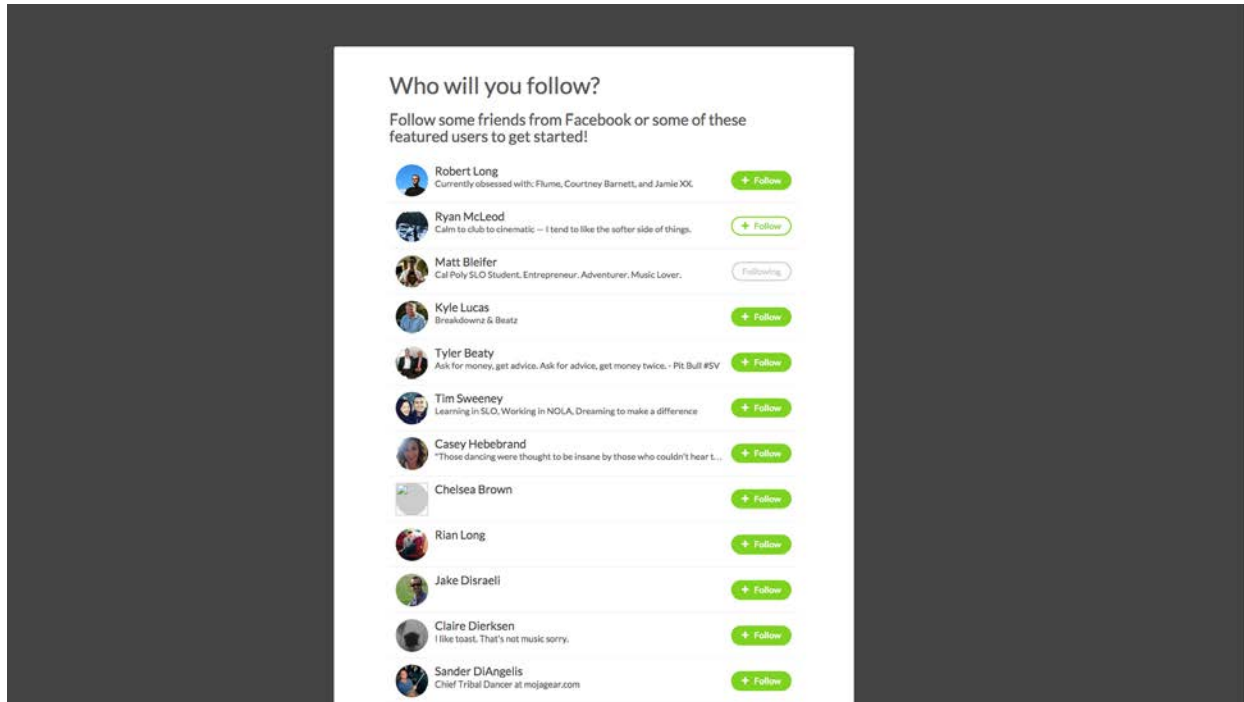 Who will you follow?
Follow some friends from Facebook or some of these
featured users to get started!
Robert Long
Currently obsessed with: Flume, Courtney Barnett, and Jamie XX.
+ Follow
Ryan McLeod
Calm to club to cinematic -- I tend to like the softer side of things.
+ Follow
Matt Bleifer
Cal Poly SLO Student. Entrepreneur. Adventurer. Music Lover.
Following
Kyle Lucas
Breakdownz & Beatz
+ Follow
Tyler Beaty
Ask for money, get advice. Ask for advice, get money twice. - Pit Bull #SV
+ Follow
Tim Sweeney
Learning in SLO, Working in NOLA, Dreaming to make a difference
+ Follow
Casey Hebebrand
"Those dancing were thought to be insane by those who couldn't hear t...
+ Follow
Chelsea Brown
+ Follow
Rian Long
+ Follow
Jake Disraeli
+ Follow
Claire Dierksen
I like toast. That's not music sorry.
+ Follow
Sander DiAngelis
Chief Tribal Dancer at mojagear.com
+ Follow